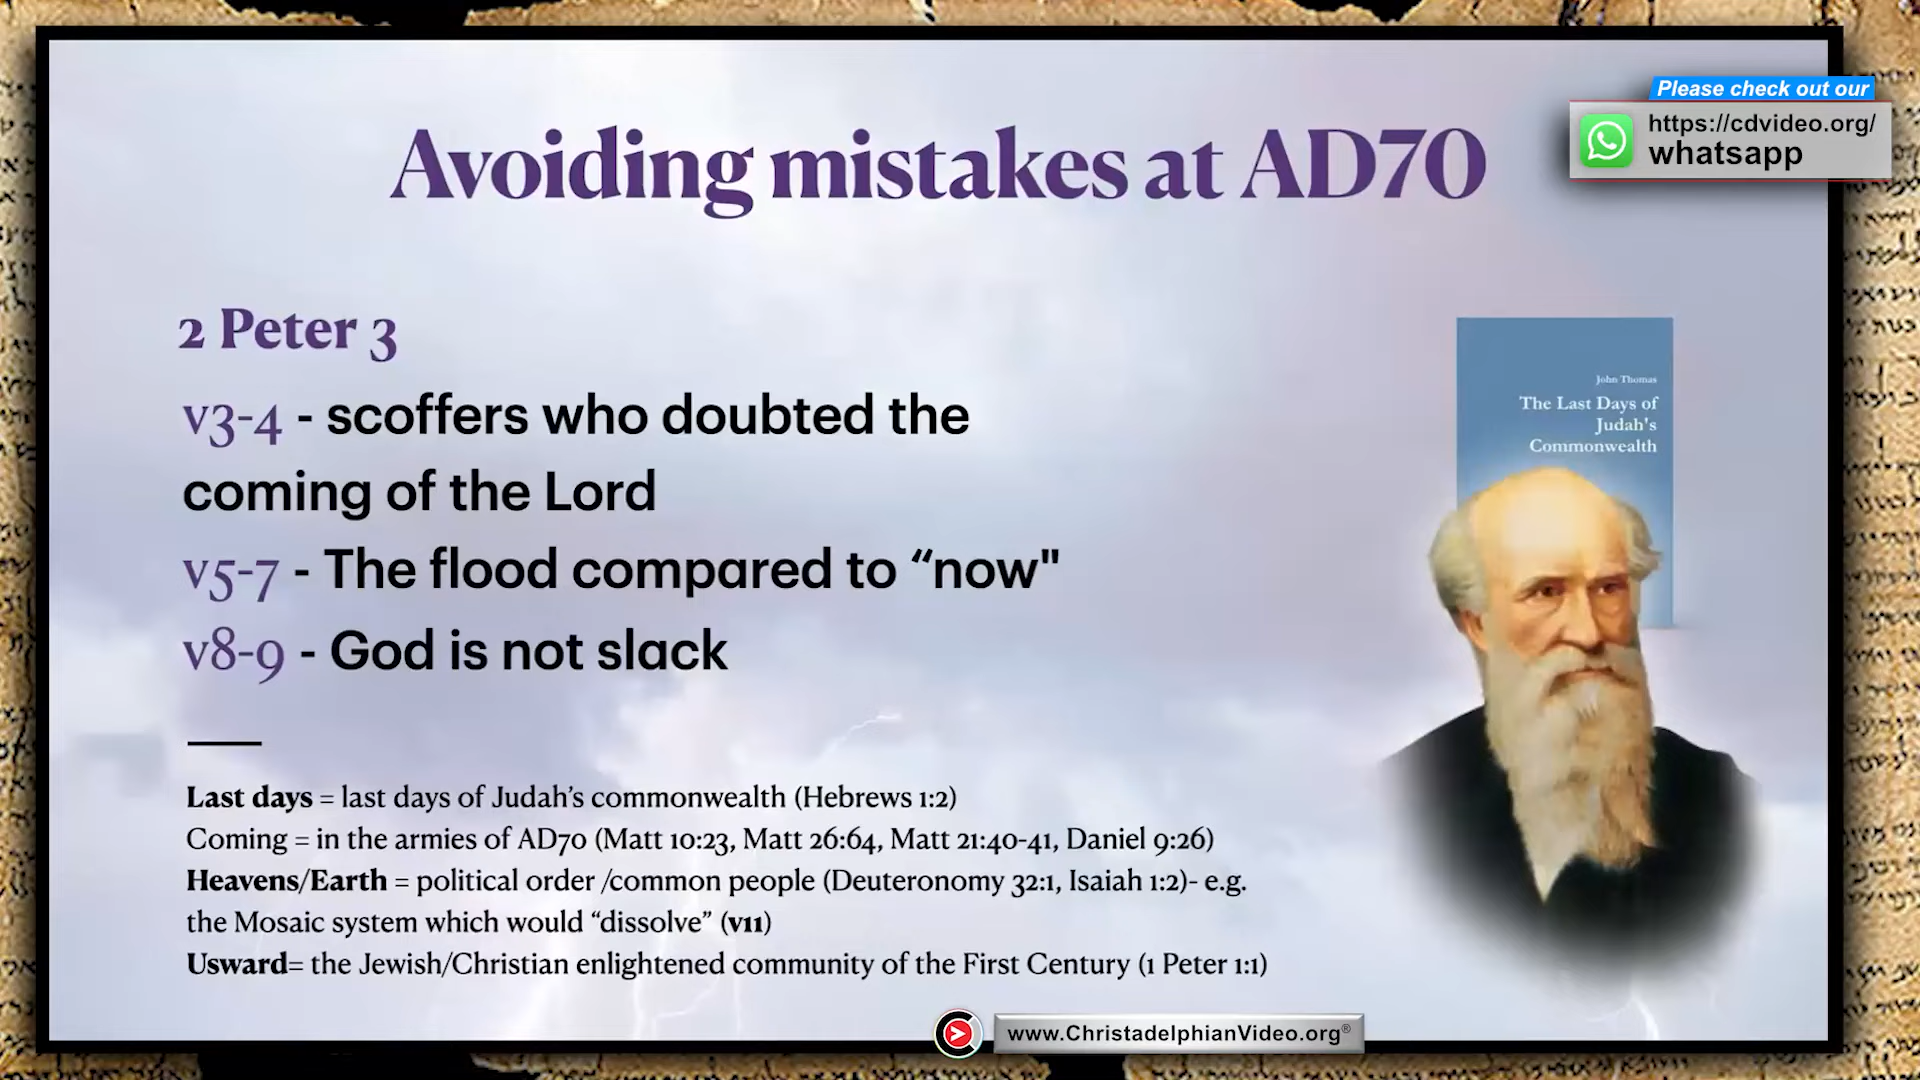 Please check out our
https://cdvideo.org/
whatsapp
Avoiding mistakes at AD70
2 Peter 3
v3-4 - scoffers who doubted the
coming of the Lord
v5-7 - The flood compared to “now"
v8-9 - God is not slack
John Thomas
The Last Days of
Judah's
Commonwealth
Last days = last days of Judah’s commonwealth (Hebrews 1:2)
Coming = in the armies of AD70 (Matt 10:23, Matt 26:64, Matt 21:40-41, Daniel 9:26)
Heavens/Earth = political order /common people (Deuteronomy 32:1, Isaiah 1:2)- e.g.
the Mosaic system which would “dissolve” (v11)
Usward= the Jewish/Christian enlightened community of the First Century (1 Peter 1:1)
www.ChristadelphianVideo.org®